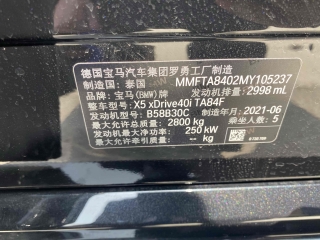 德国宝马汽车集团罗勇工厂制造
制造国：泰国 MMFTA8402MY105237
品牌：宝马(BMW)牌 发动机排量：2998 mL
整车型号：X5 xDrive40i TA84F
发动机型号：B58B30C 制造年月：2021-06
最大允许总质量：2800 kg 乘坐人数：5
发动机最大净功率：250 kW
最大允许牵引质量：-- kg